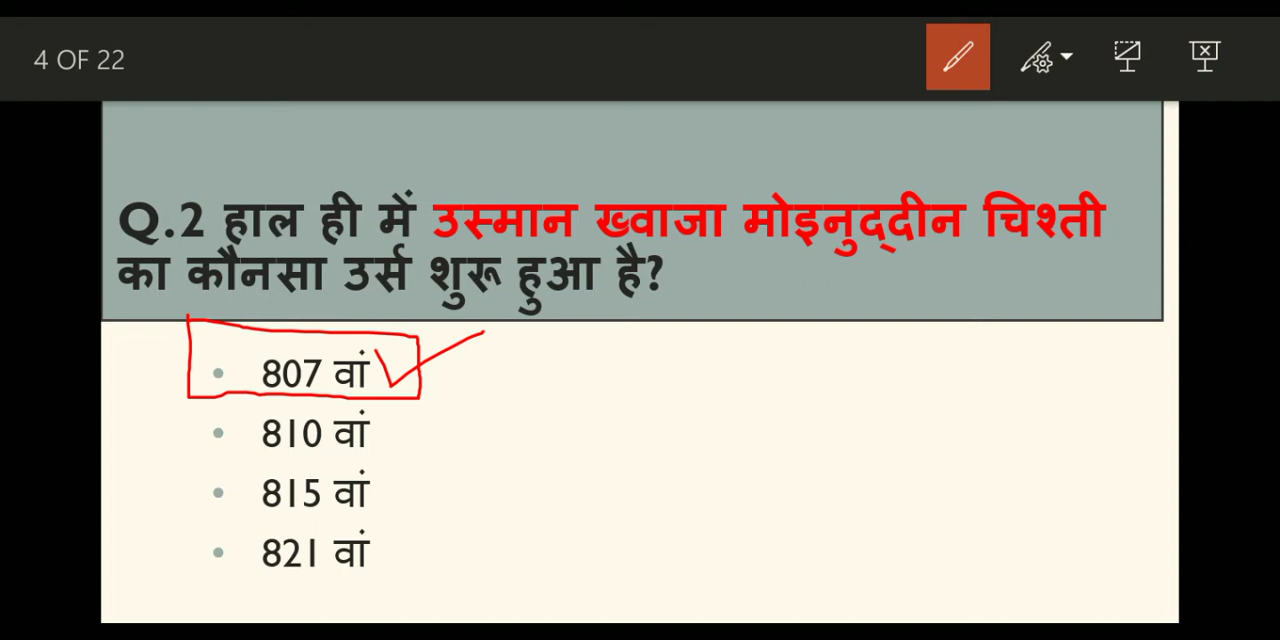 4 OF 22
Q.2 हाल ही में उस्मान ख्वाजा मोइनुद्दीन चिश्ती
का कौनसा उर्स शुरू हुआ है?
• 807 वां
• 810 वां
• 815 वां
• 821 वां